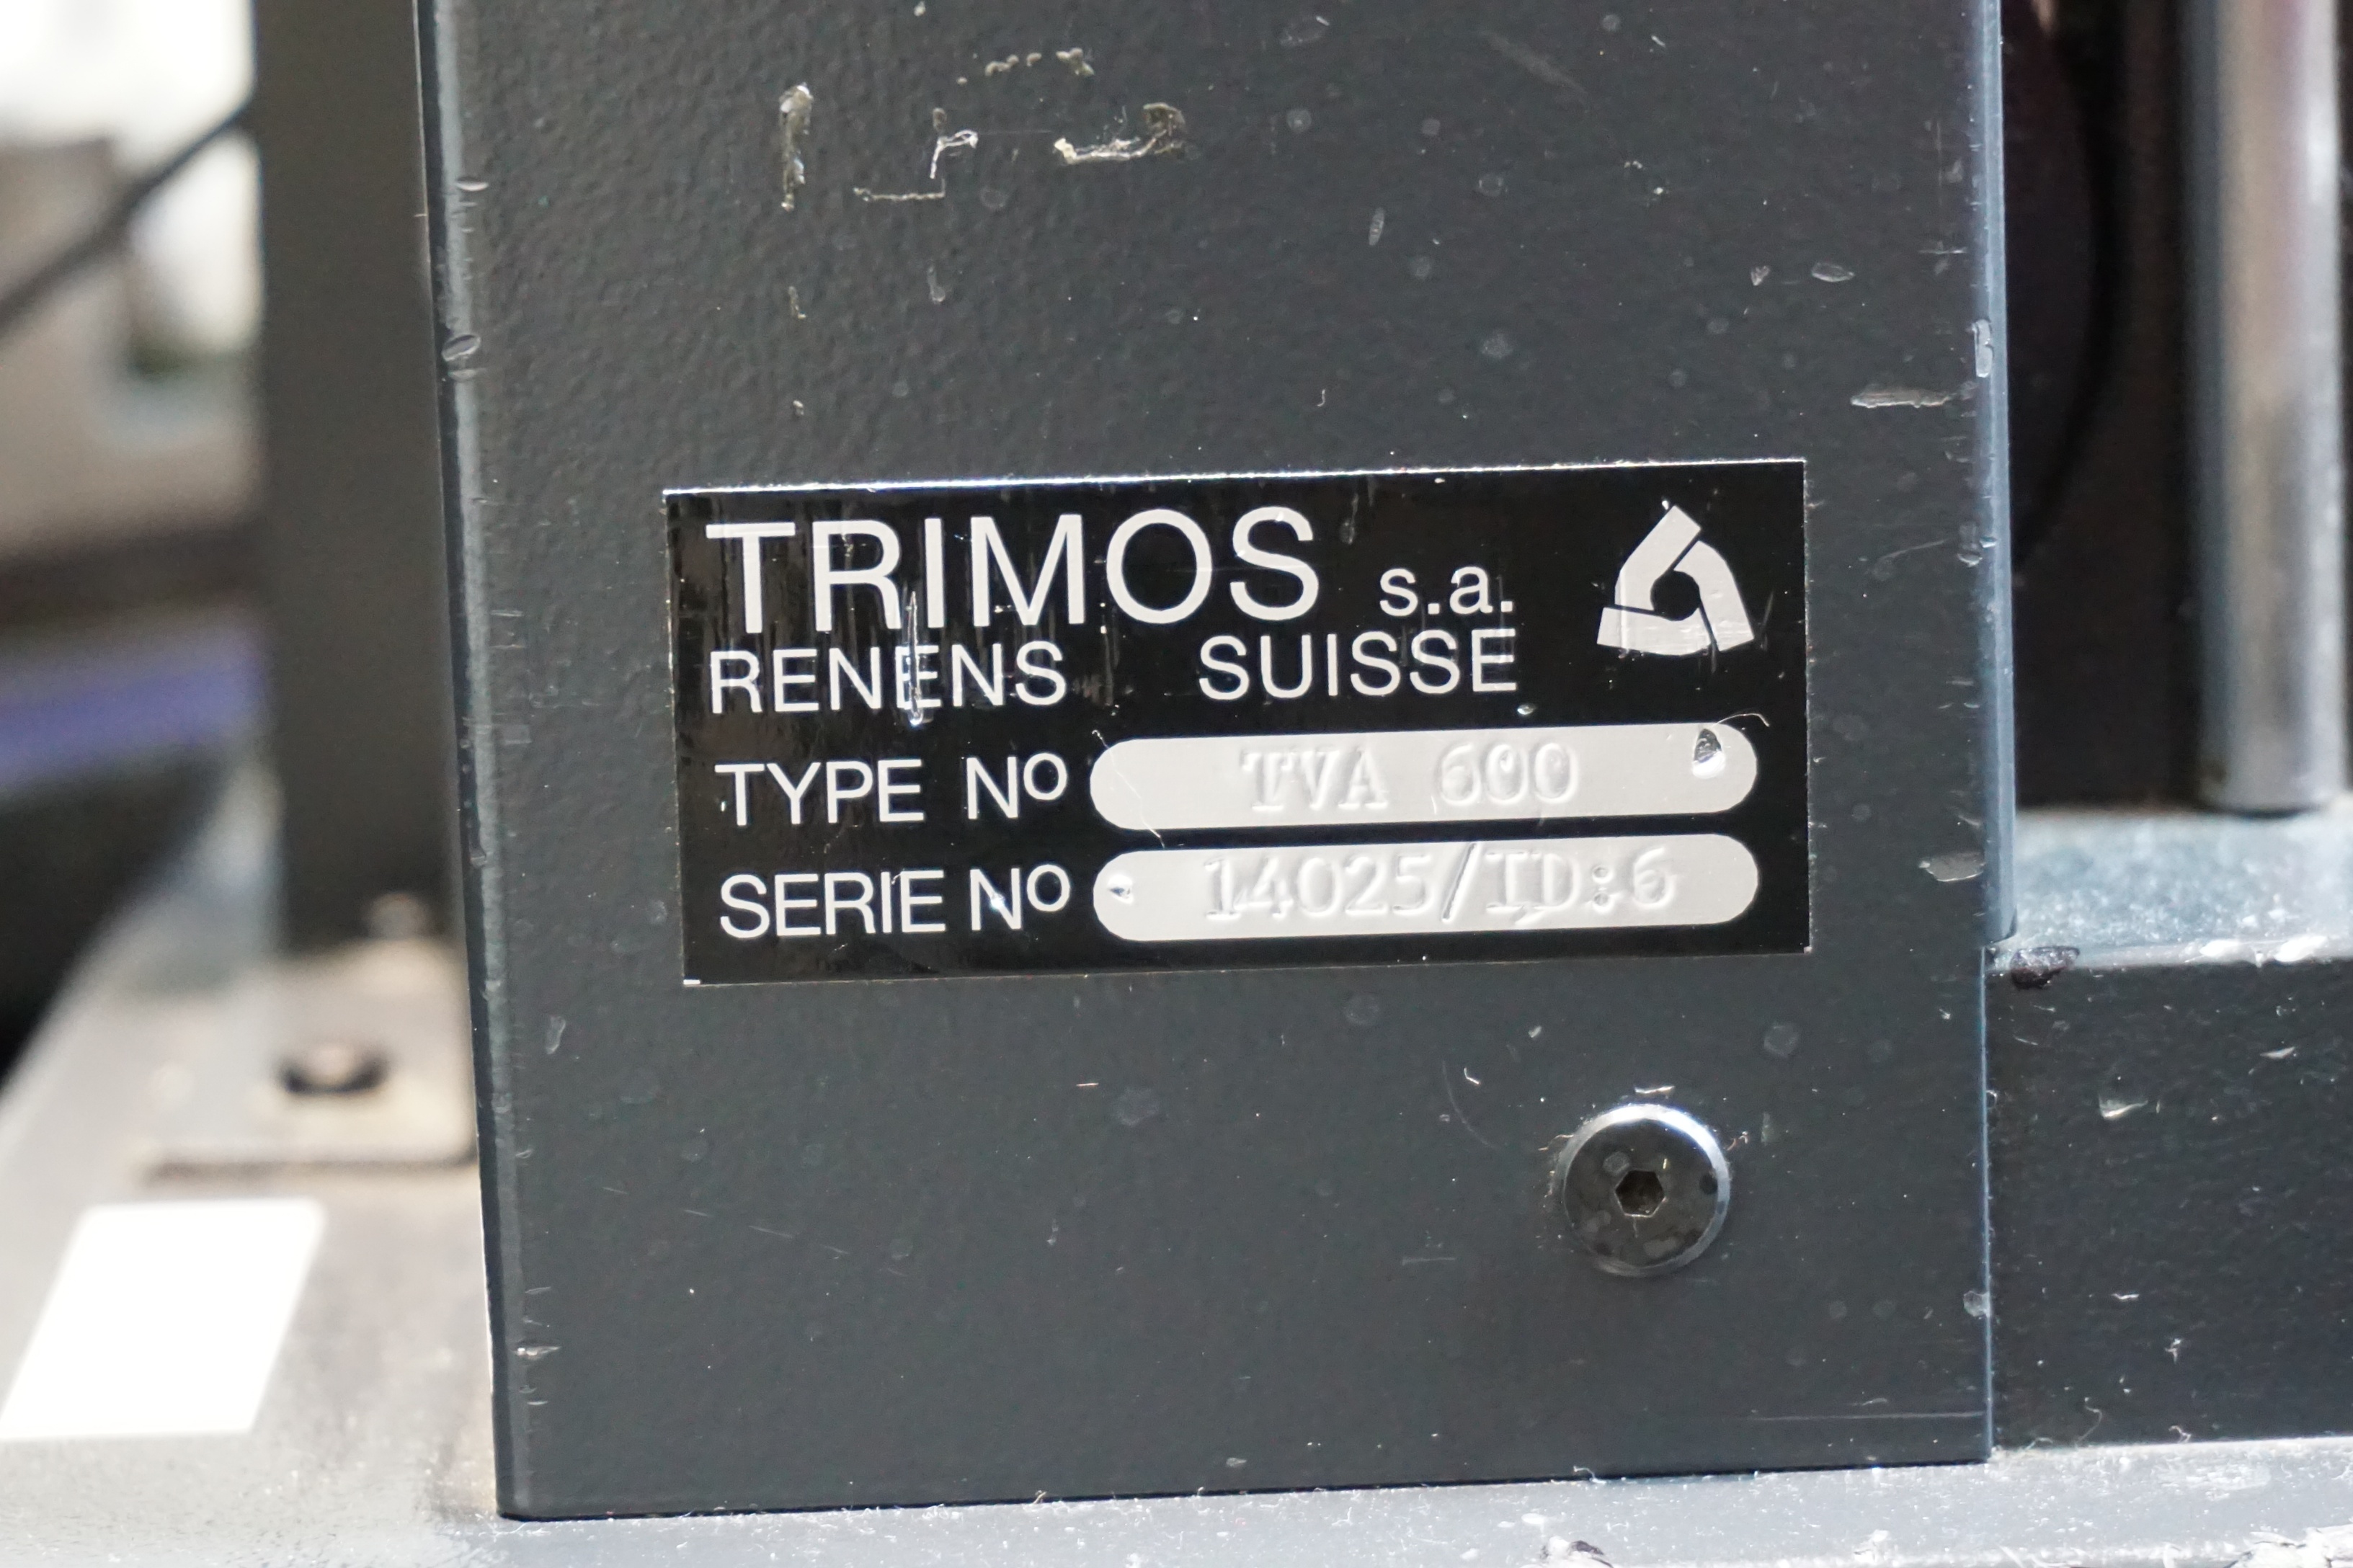 TRIMOS s.a.
RENENS SUISSE
TYPE Nº TVA 600
SERIE Nº 14025/ID:6